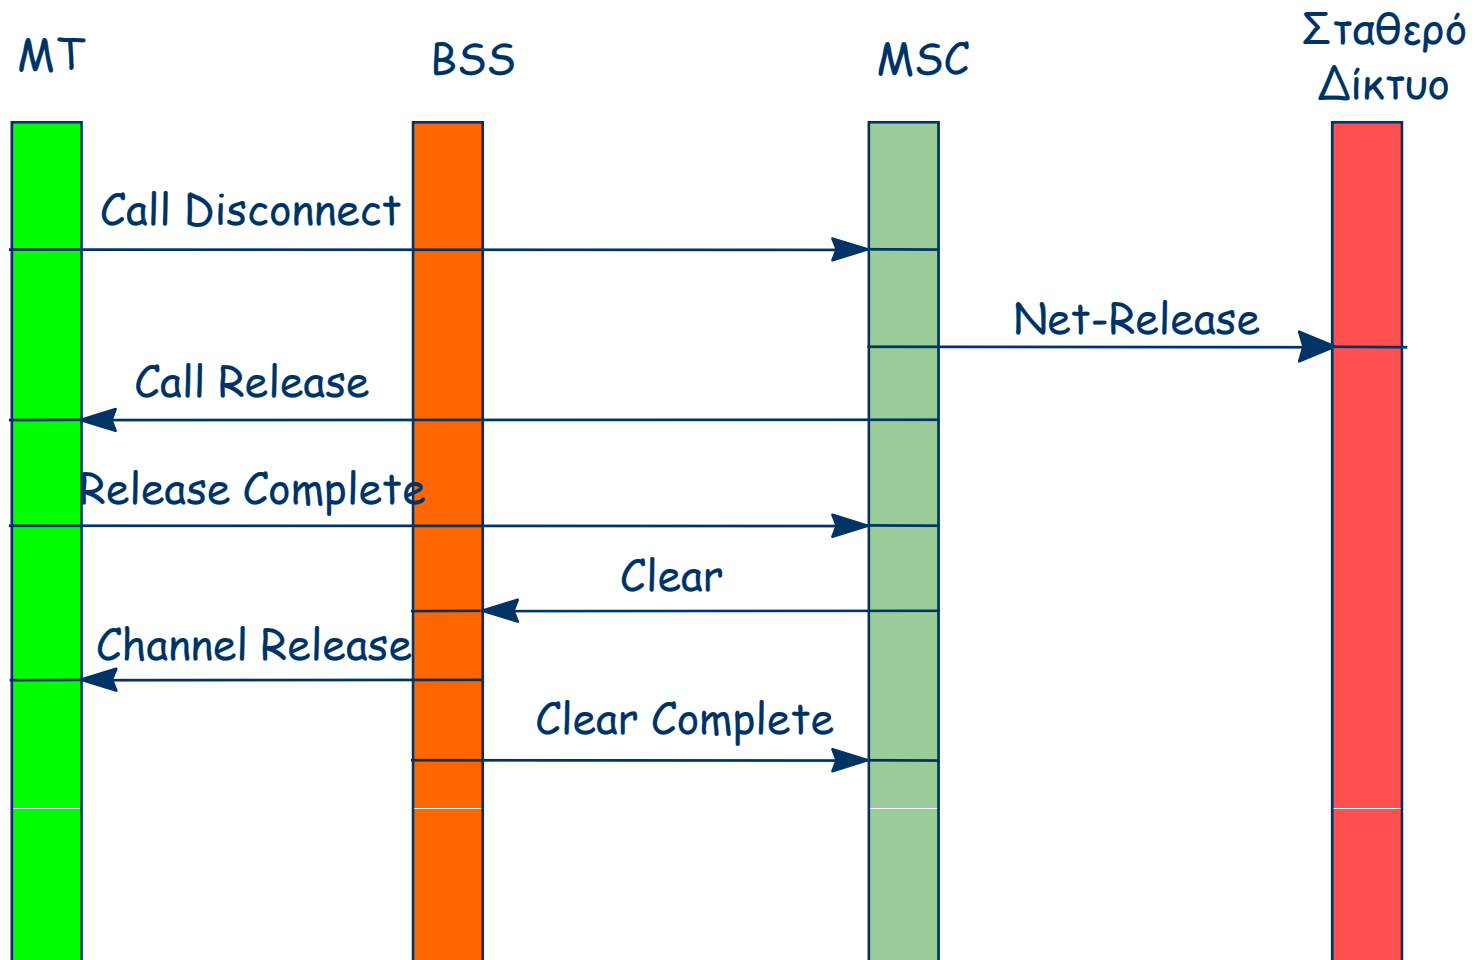 MT
BSS
MSC
Σταθερό
Δίκτυο
Call Disconnect
Net-Release
Call Release
Release Complete
Clear
Channel Release
Clear Complete